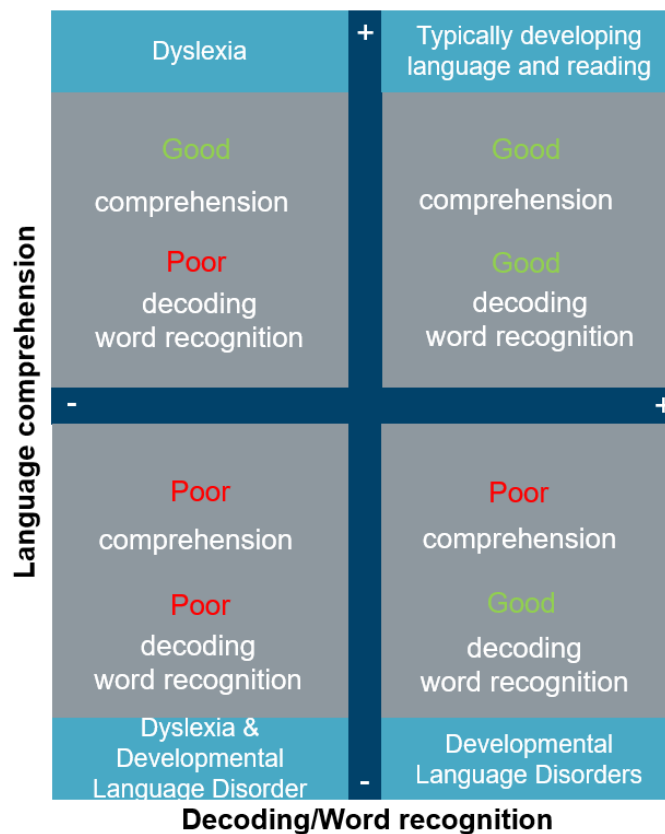 Dyslexia
+
Typically developing
language and reading
Good
comprehension
Poor
decoding
word recognition
Good
comprehension
Good
decoding
word recognition
Language comprehension
-
+
Poor
comprehension
Poor
decoding
word recognition
Poor
comprehension
Good
decoding
word recognition
Dyslexia &
Developmental
Language Disorder
-
Developmental
Language Disorders
Decoding/Word recognition